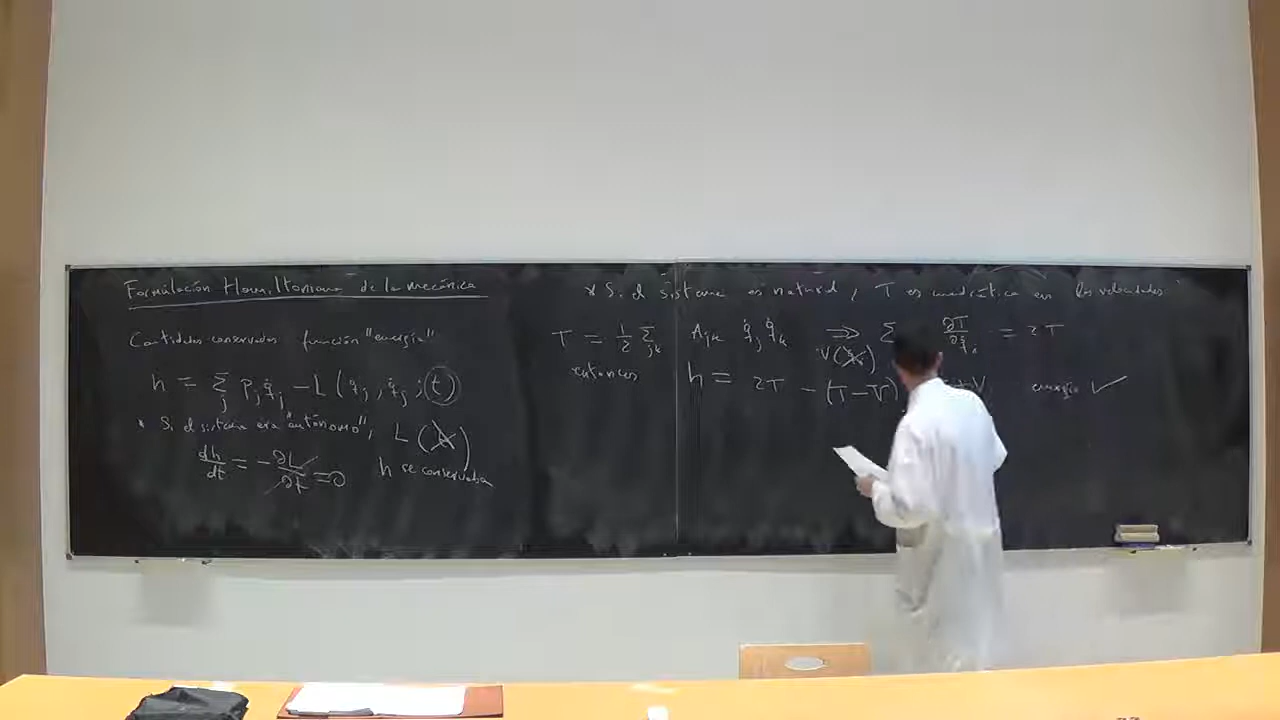 Formulación Hamiltoniana de la mecánica
Cantidades conservadas función "energía"
h = Σ_j p_j q̇_j − L(q_j, q̇_j; t)
* Si el sistema era "autónomo", L(t)
dh/dt = − ∂L/∂t = 0 h se conservaba
* Si el sistema es natural, T es cuadrática en las velocidades
T = 1/2 Σ_jk A_jk q̇_j q̇_k ⇒ Σ ∂T/∂q̇_j = 2T
entonces h = 2T − (T − V) +V energía ✓